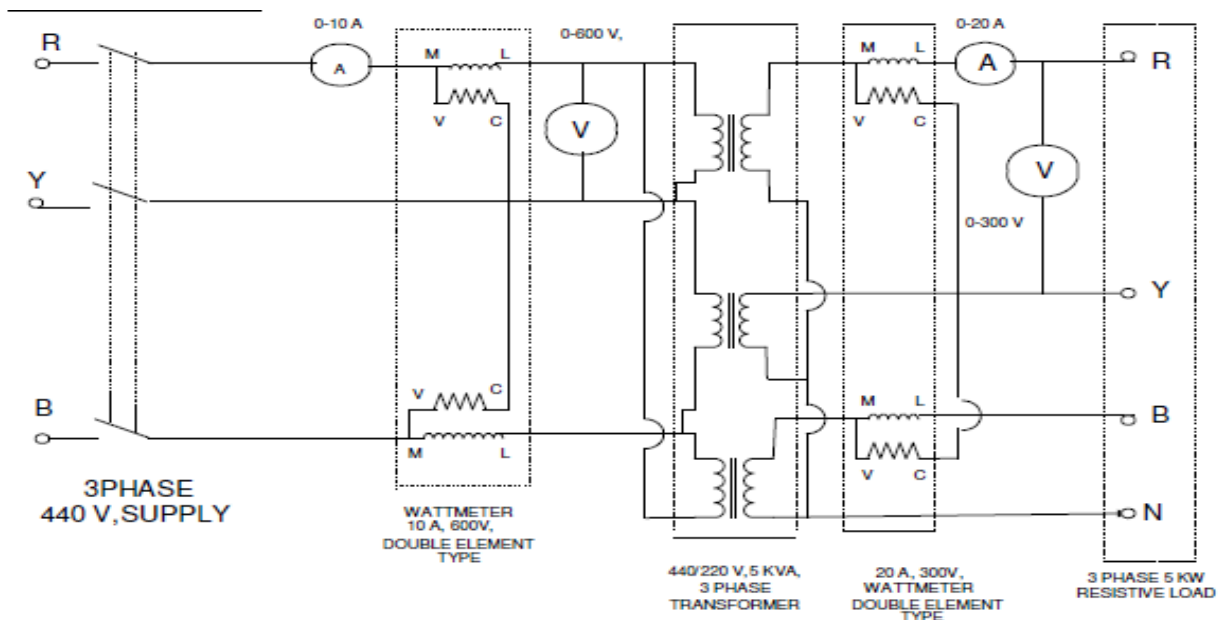 0-10 A
0-600 V,
0-20 A
R
A
M L
V C
V
M L
V C
A
R
Y
V
0-300 V
Y
V C
M L
B
M L
V C
B
N
3PHASE
440 V,SUPPLY
WATTMETER
10 A, 600V,
DOUBLE ELEMENT
TYPE
440/220 V,5 KVA,
3 PHASE
TRANSFORMER
20 A, 300V,
WATTMETER
DOUBLE ELEMENT
TYPE
3 PHASE 5 KW
RESISTIVE LOAD